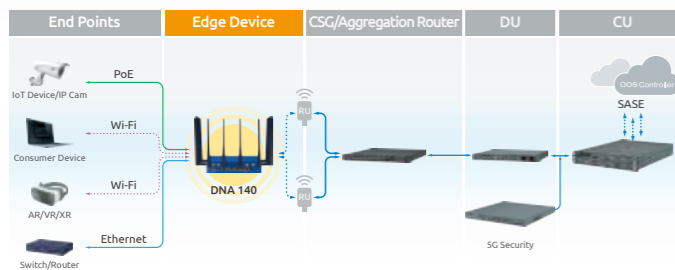 End Points
Edge Device
CSG/Aggregation Router
DU
CU
PoE
IoT Device/IP Cam
RU
OOS Controller
SASE
Wi-Fi
Consumer Device
DNA 140
Wi-Fi
RU
AR/VR/XR
Ethernet
5G Security
Switch/Router